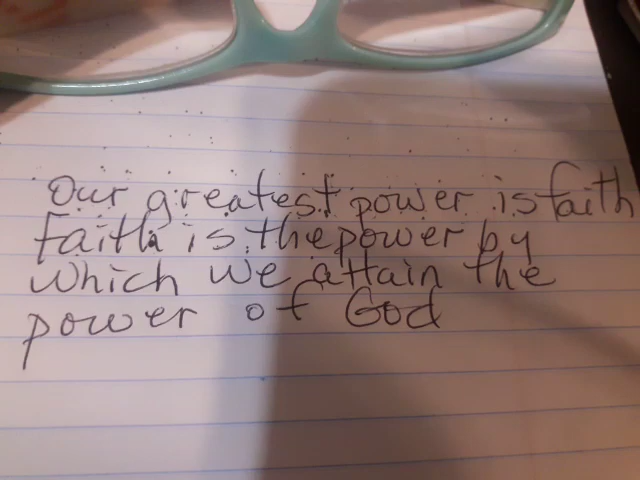 Our greatest power is faith
faith is the power by
which we attain the
power of God